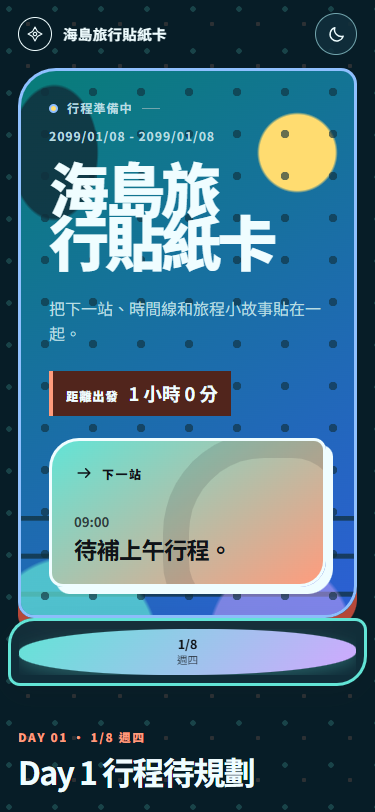 海島旅行貼紙卡
行程準備中
2099/01/08 - 2099/01/08
海島旅
行貼紙卡
把下一站、時間線和旅程小故事貼在一
起。
距離出發 1 小時 0 分
下一站
09:00
待補上午行程。
1/8
週四
DAY 01 · 1/8 週四
Day 1 行程待規劃